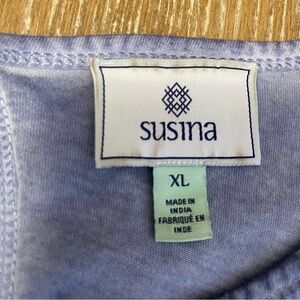 susina
XL
MADE IN
INDIA
FABRIQUÉ EN
INDE